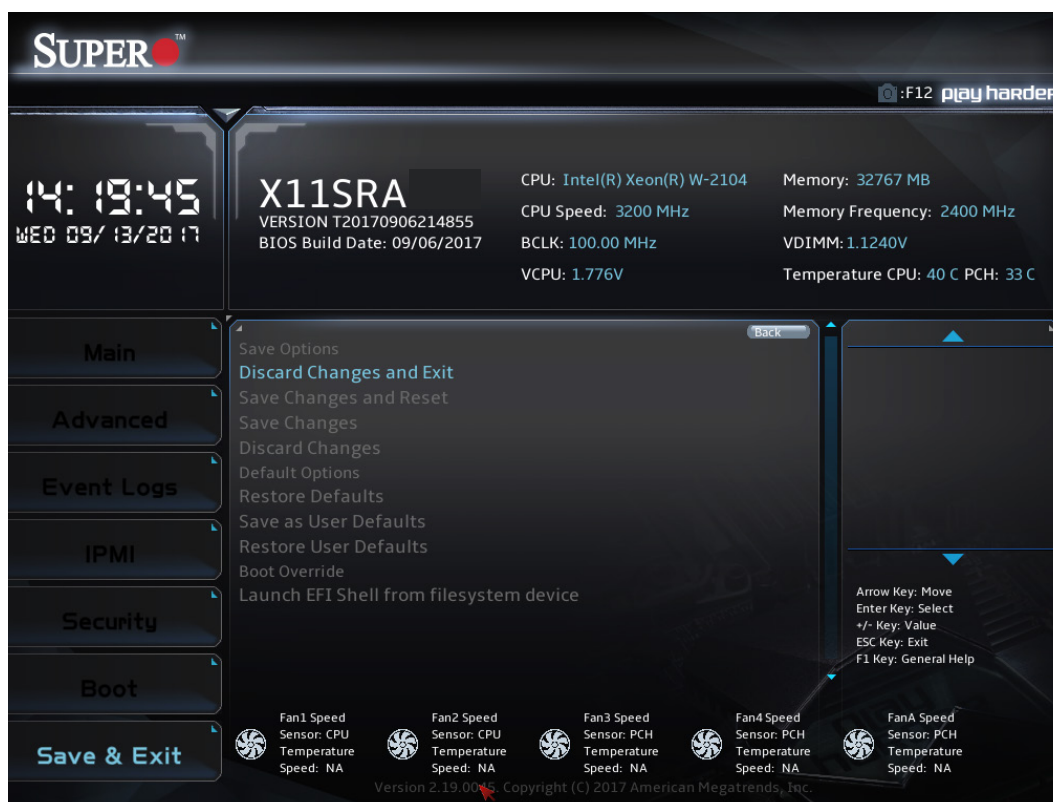 SUPER ™
:F12 play harder
14:19:45
WED 09/13/2017
X11SRA
VERSION T20170906214855
BIOS Build Date: 09/06/2017
CPU: Intel(R) Xeon(R) W-2104
CPU Speed: 3200 MHz
BCLK: 100.00 MHz
VCPU: 1.776V
Memory: 32767 MB
Memory Frequency: 2400 MHz
VDIMM: 1.1240V
Temperature CPU: 40 C PCH: 33 C
Main
Advanced
Event Logs
IPMI
Security
Boot
Save & Exit
Back
Save Options
Discard Changes and Exit
Save Changes and Reset
Save Changes
Discard Changes
Default Options
Restore Defaults
Save as User Defaults
Restore User Defaults
Boot Override
Launch EFI Shell from filesystem device
Arrow Key: Move
Enter Key: Select
+/- Key: Value
ESC Key: Exit
F1 Key: General Help
Fan1 Speed
Sensor: CPU
Temperature
Speed: NA
Fan2 Speed
Sensor: CPU
Temperature
Speed: NA
Fan3 Speed
Sensor: PCH
Temperature
Speed: NA
Fan4 Speed
Sensor: PCH
Temperature
Speed: NA
FanA Speed
Sensor: PCH
Temperature
Speed: NA
Version 2.19.0045. Copyright (C) 2017 American Megatrends, Inc.